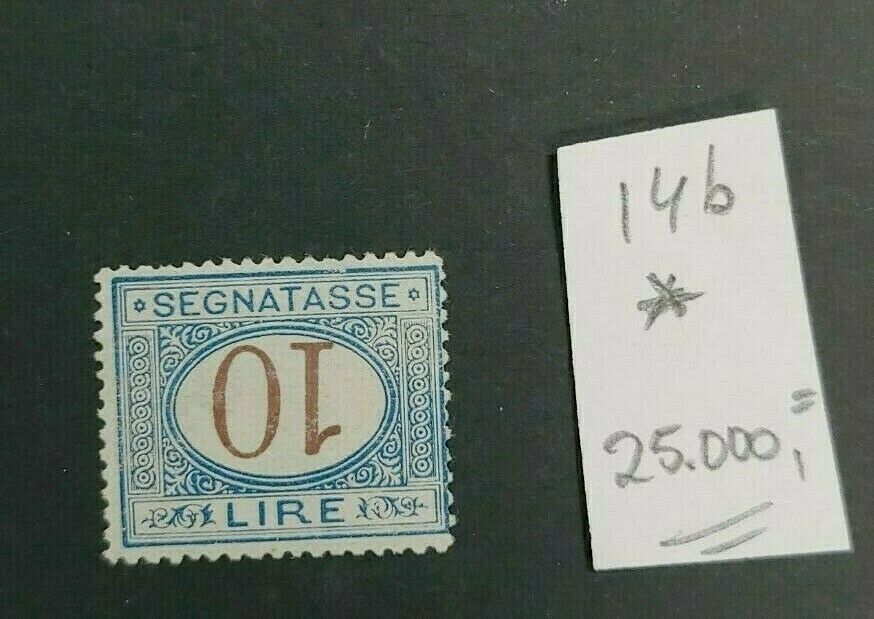 SEGNATASSE
10
LIRE
14b
*
25.000,=